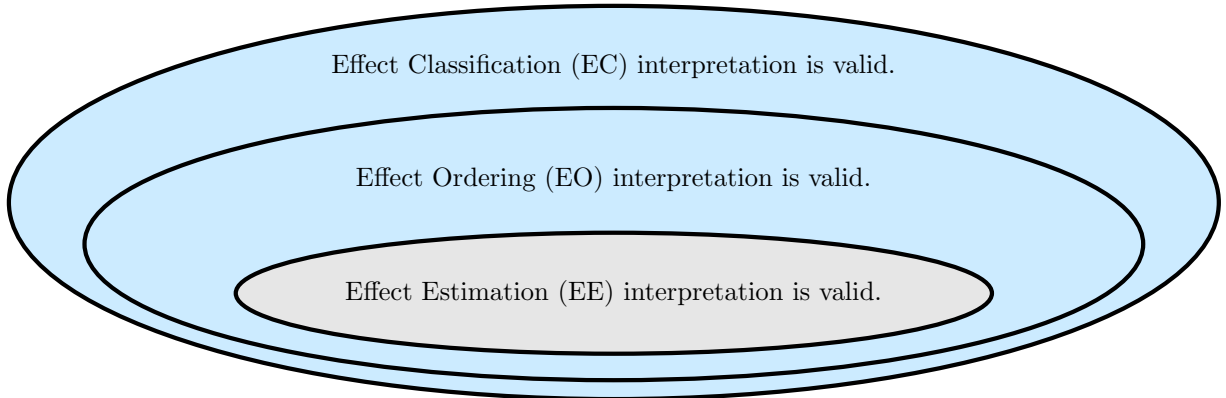 Effect Classification (EC) interpretation is valid.
Effect Ordering (EO) interpretation is valid.
Effect Estimation (EE) interpretation is valid.